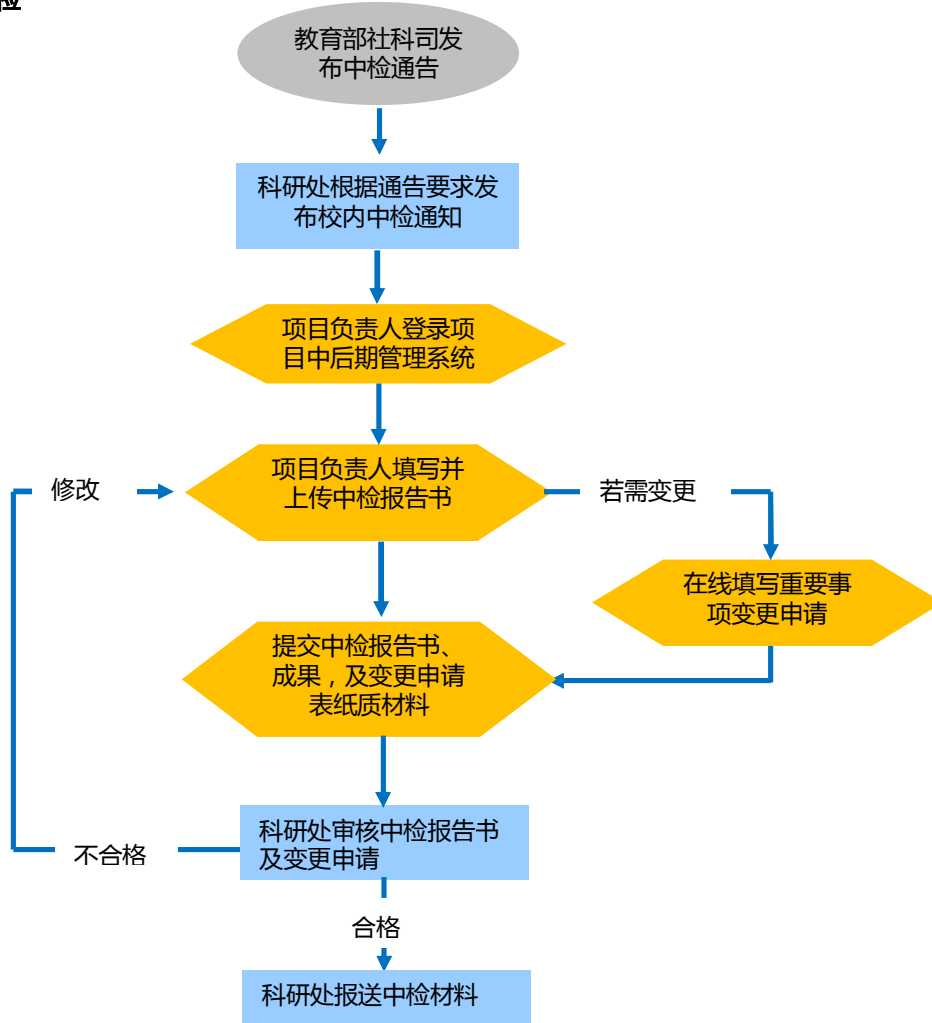 教育部社科司发
布中检通告
科研处根据通告要求发
布校内中检通知
项目负责人登录项
目中后期管理系统
修改
项目负责人填写并
上传中检报告书
若需变更
在线填写重要事
项变更申请
提交中检报告书、
成果，及变更申请
表纸质材料
科研处审核中检报告书
及变更申请
不合格
合格
科研处报送中检材料